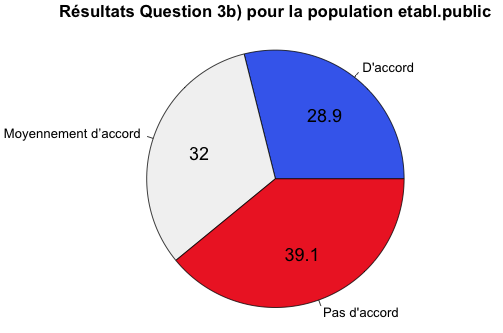 Résultats Question 3b) pour la population etabl.public
D'accord
28.9
Moyennement d’accord
32
39.1
Pas d'accord